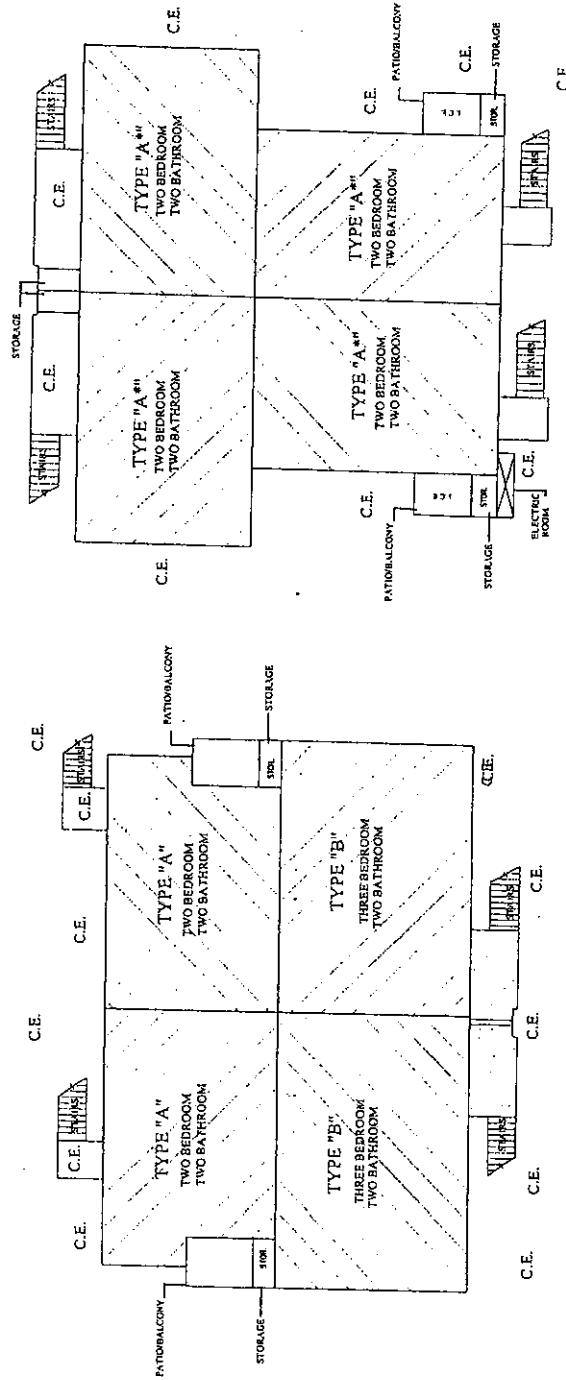 C.E.
C.E.
STAIRS
C.E.
C.E.
C.E.
STAIRS
C.E.
PATIO/BALCONY
TYPE "A"
TWO BEDROOM
TWO BATHROOM
TYPE "A"
TWO BEDROOM
TWO BATHROOM
PATIO/BALCONY
STORAGE
STOR.
STOR.
STORAGE
TYPE "B"
THREE BEDROOM
TWO BATHROOM
TYPE "B"
THREE BEDROOM
TWO BATHROOM
C.E.
STAIRS
STAIRS
C.E.
C.E.
C.E.
C.E.
STORAGE
STAIRS
C.E.
C.E.
STAIRS
C.E.
TYPE "A*"
TWO BEDROOM
TWO BATHROOM
TYPE "A*"
TWO BEDROOM
TWO BATHROOM
C.E.
PATIO/BALCONY
C.E.
TYPE "A*"
TWO BEDROOM
TWO BATHROOM
TYPE "A*"
TWO BEDROOM
TWO BATHROOM
C.E.
PATIO/BALCONY
C.E.
STORAGE
STOR.
STOR.
STORAGE
ELECTRIC
ROOM
C.E.
STAIRS
STAIRS
C.E.